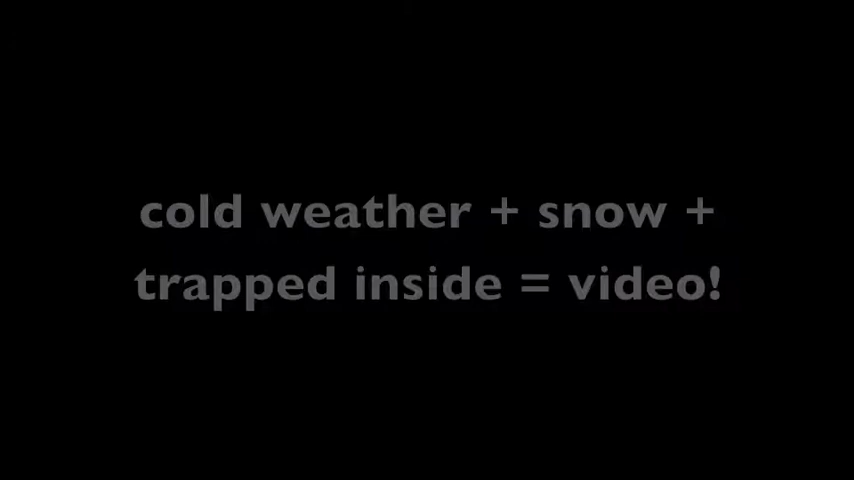 cold weather + snow +
trapped inside = video!